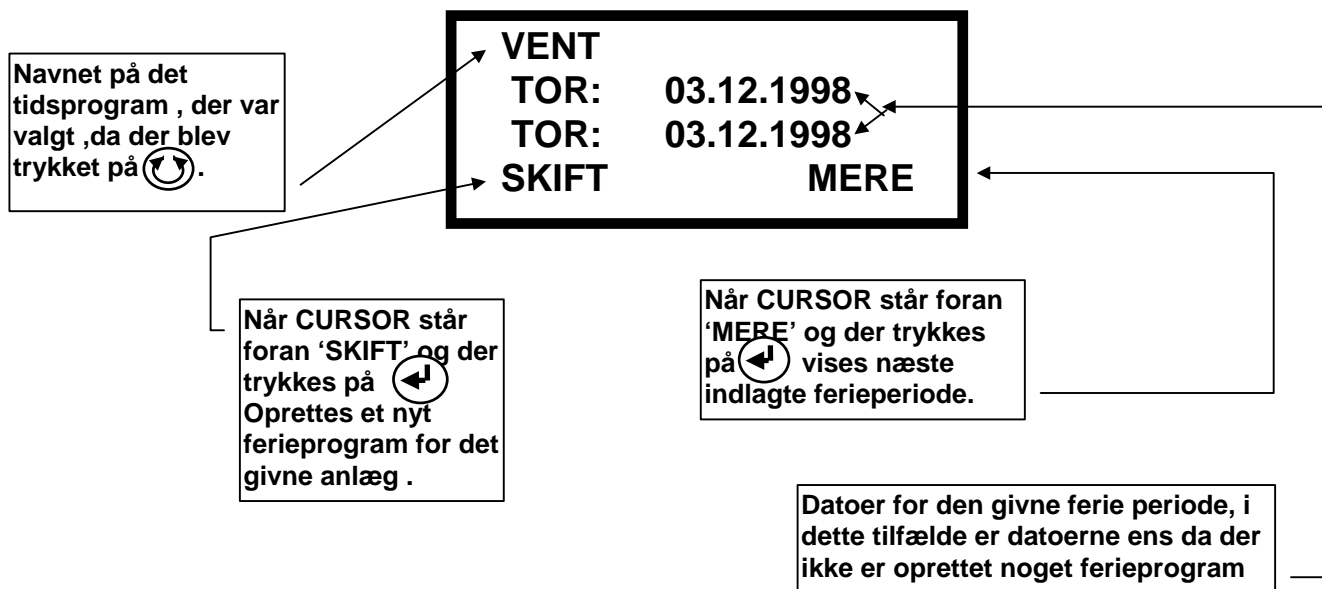 VENT
TOR: 03.12.1998
TOR: 03.12.1998
SKIFT MERE
Navnet på det
tidsprogram , der var
valgt ,da der blev
trykket på .
Når CURSOR står
foran ‘SKIFT’ og der
trykkes på
Oprettes et nyt
ferieprogram for det
givne anlæg .
Når CURSOR står foran
‘MERE’ og der trykkes
på vises næste
indlagte ferieperiode.
Datoer for den givne ferie periode, i
dette tilfælde er datoerne ens da der
ikke er oprettet noget ferieprogram